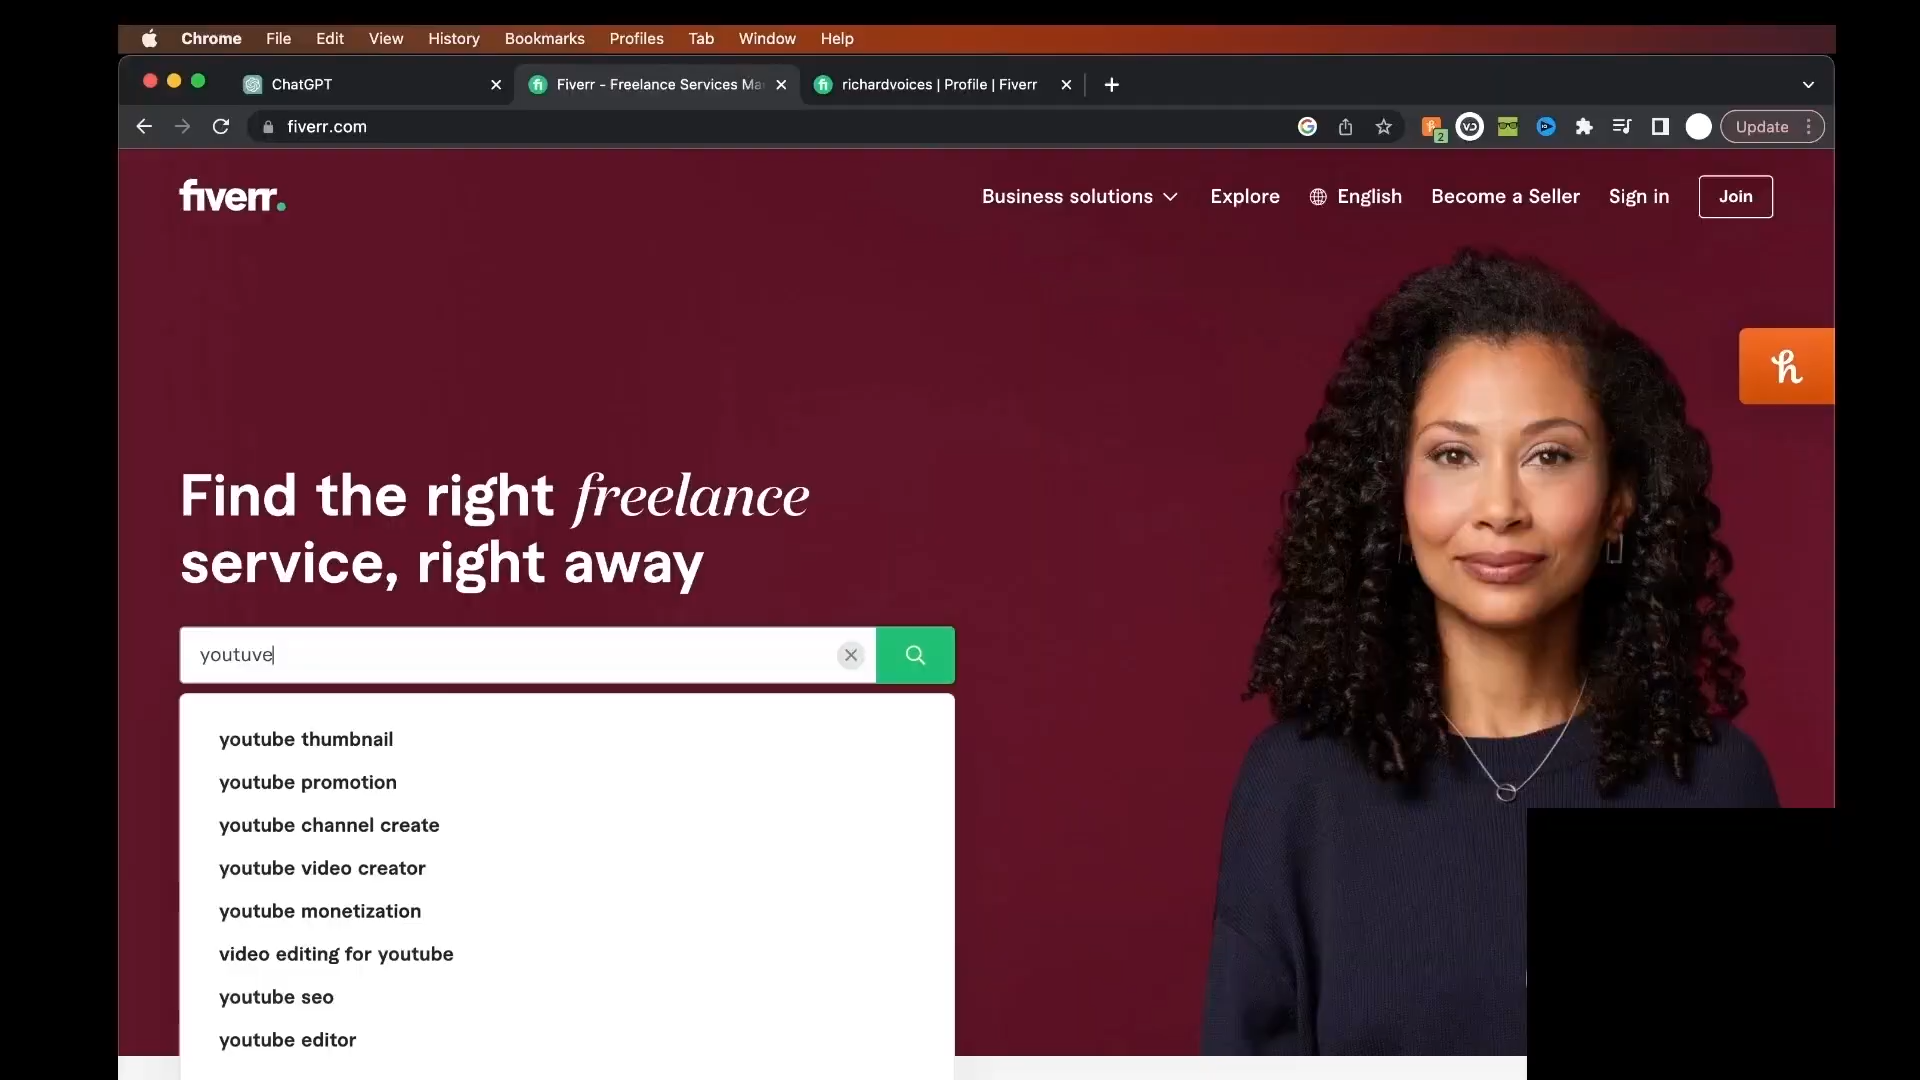 Chrome File Edit View History Bookmarks Profiles Tab Window Help
ChatGPT
Fiverr - Freelance Services Ma
richardvoices | Profile | Fiverr
fiverr.com
2
Update
fiverr.
Business solutions
Explore
English
Become a Seller
Sign in
Join
h
Find the right freelance
service, right away
youtuve
youtube thumbnail
youtube promotion
youtube channel create
youtube video creator
youtube monetization
video editing for youtube
youtube seo
youtube editor